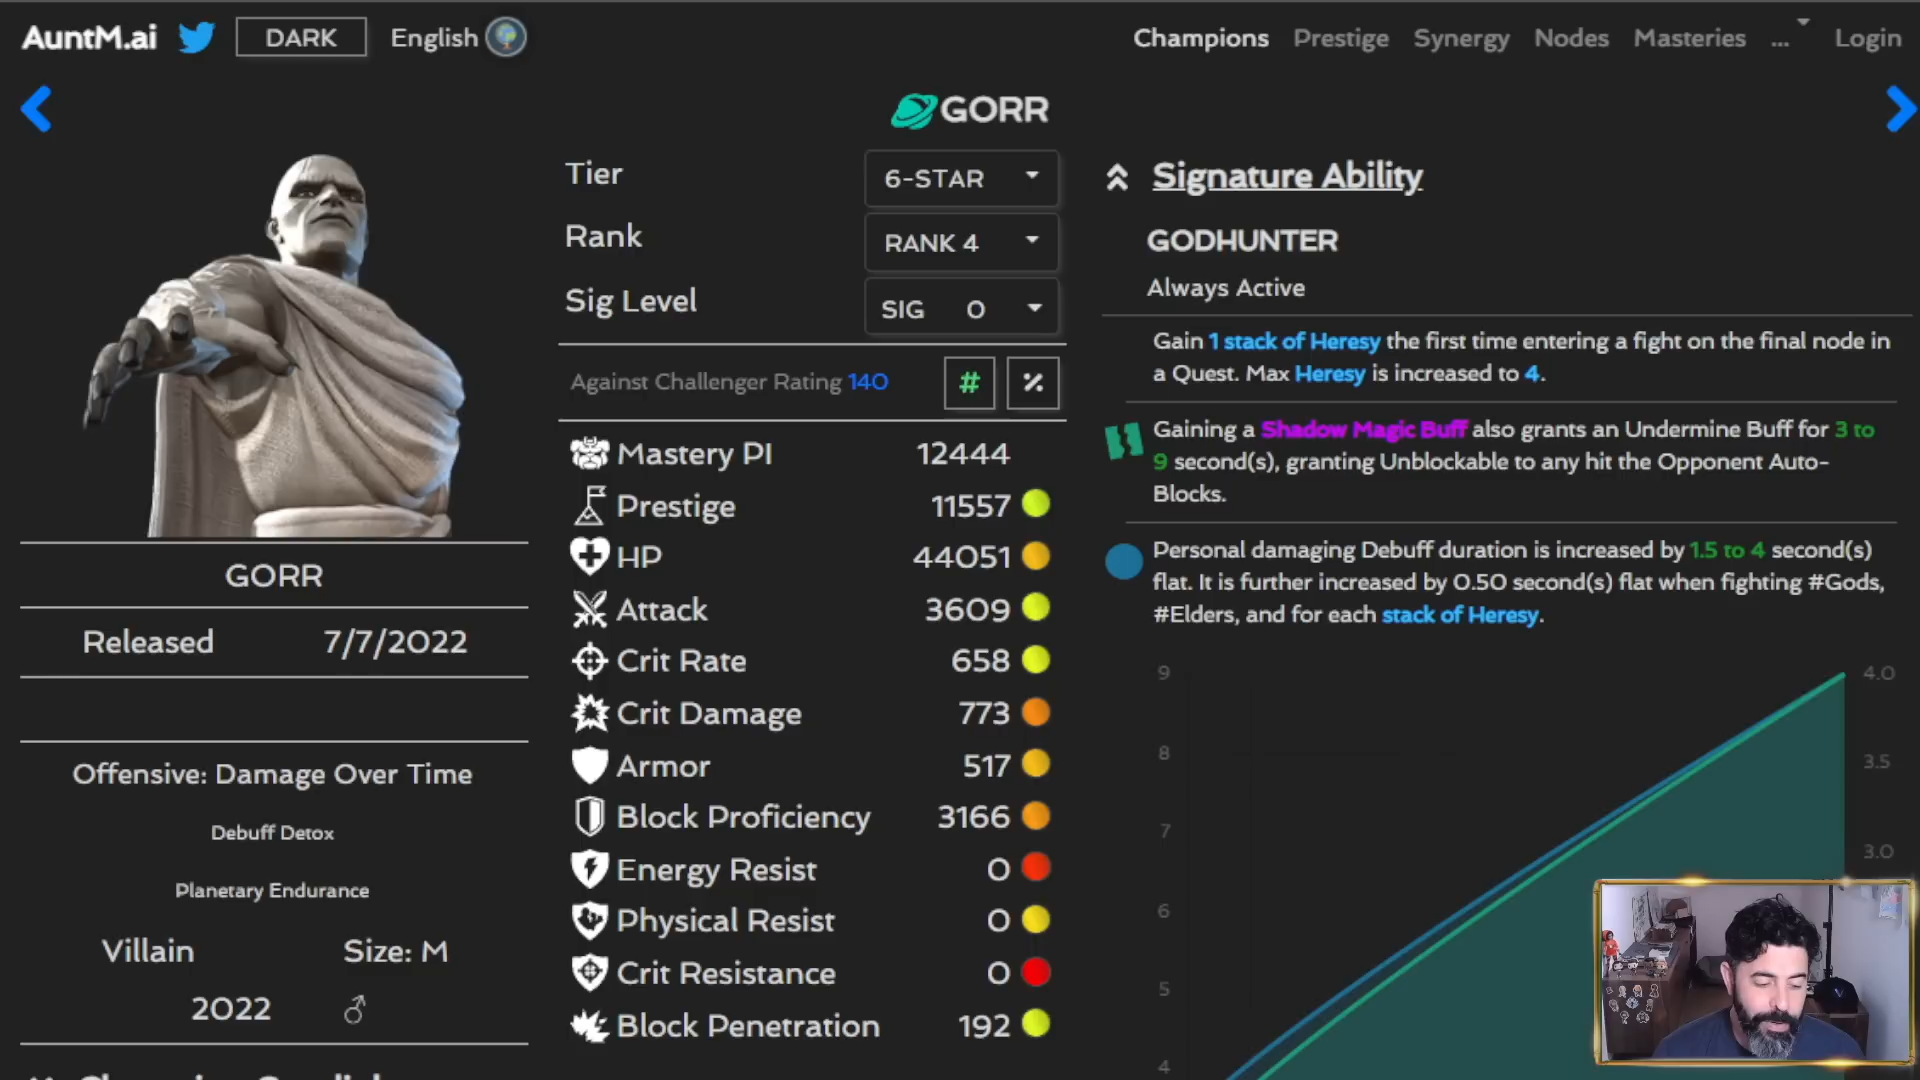 AuntM.ai
DARK
English
Champions
Prestige
Synergy
Nodes
Masteries
...
Login
GORR
Tier
6-STAR
Rank
RANK 4
Sig Level
SIG 0
Against Challenger Rating 140
#
%
Mastery PI 12444
Prestige 11557
HP 44051
Attack 3609
Crit Rate 658
Crit Damage 773
Armor 517
Block Proficiency 3166
Energy Resist 0
Physical Resist 0
Crit Resistance 0
Block Penetration 192
GORR
Released 7/7/2022
Offensive: Damage Over Time
Debuff Detox
Planetary Endurance
Villain Size: M
2022 ♂
Signature Ability
GODHUNTER
Always Active
Gain 1 stack of Heresy the first time entering a fight on the final node in
a Quest. Max Heresy is increased to 4.
Gaining a Shadow Magic Buff also grants an Undermine Buff for 3 to
9 second(s), granting Unblockable to any hit the Opponent Auto-
Blocks.
Personal damaging Debuff duration is increased by 1.5 to 4 second(s)
flat. It is further increased by 0.50 second(s) flat when fighting #Gods,
#Elders, and for each stack of Heresy.
9
8
7
6
5
4
4.0
3.5
3.0